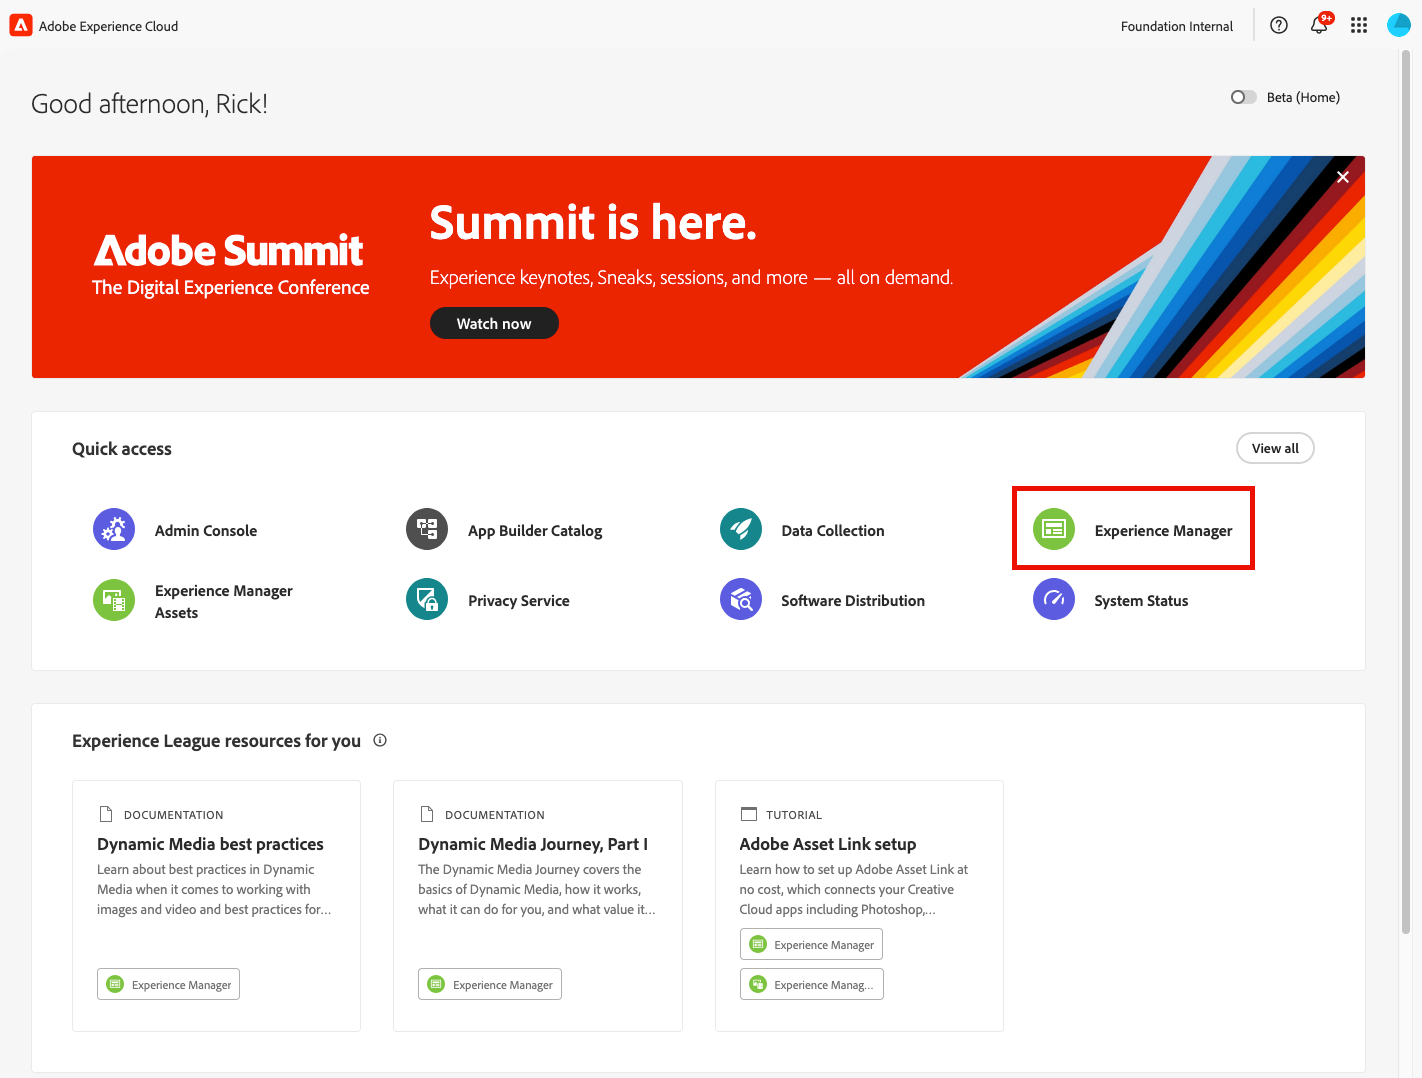 Adobe Experience Cloud
Foundation Internal
9+
Good afternoon, Rick!
Beta (Home)
Adobe Summit
The Digital Experience Conference
Summit is here.
Experience keynotes, Sneaks, sessions, and more — all on demand.
Watch now
Quick access
View all
Admin Console
App Builder Catalog
Data Collection
Experience Manager
Experience Manager
Assets
Privacy Service
Software Distribution
System Status
Experience League resources for you
DOCUMENTATION
Dynamic Media best practices
Learn about best practices in Dynamic
Media when it comes to working with
images and video and best practices for...
Experience Manager
DOCUMENTATION
Dynamic Media Journey, Part I
The Dynamic Media Journey covers the
basics of Dynamic Media, how it works,
what it can do for you, and what value it...
Experience Manager
TUTORIAL
Adobe Asset Link setup
Learn how to set up Adobe Asset Link at
no cost, which connects your Creative
Cloud apps including Photoshop,...
Experience Manager
Experience Manag...